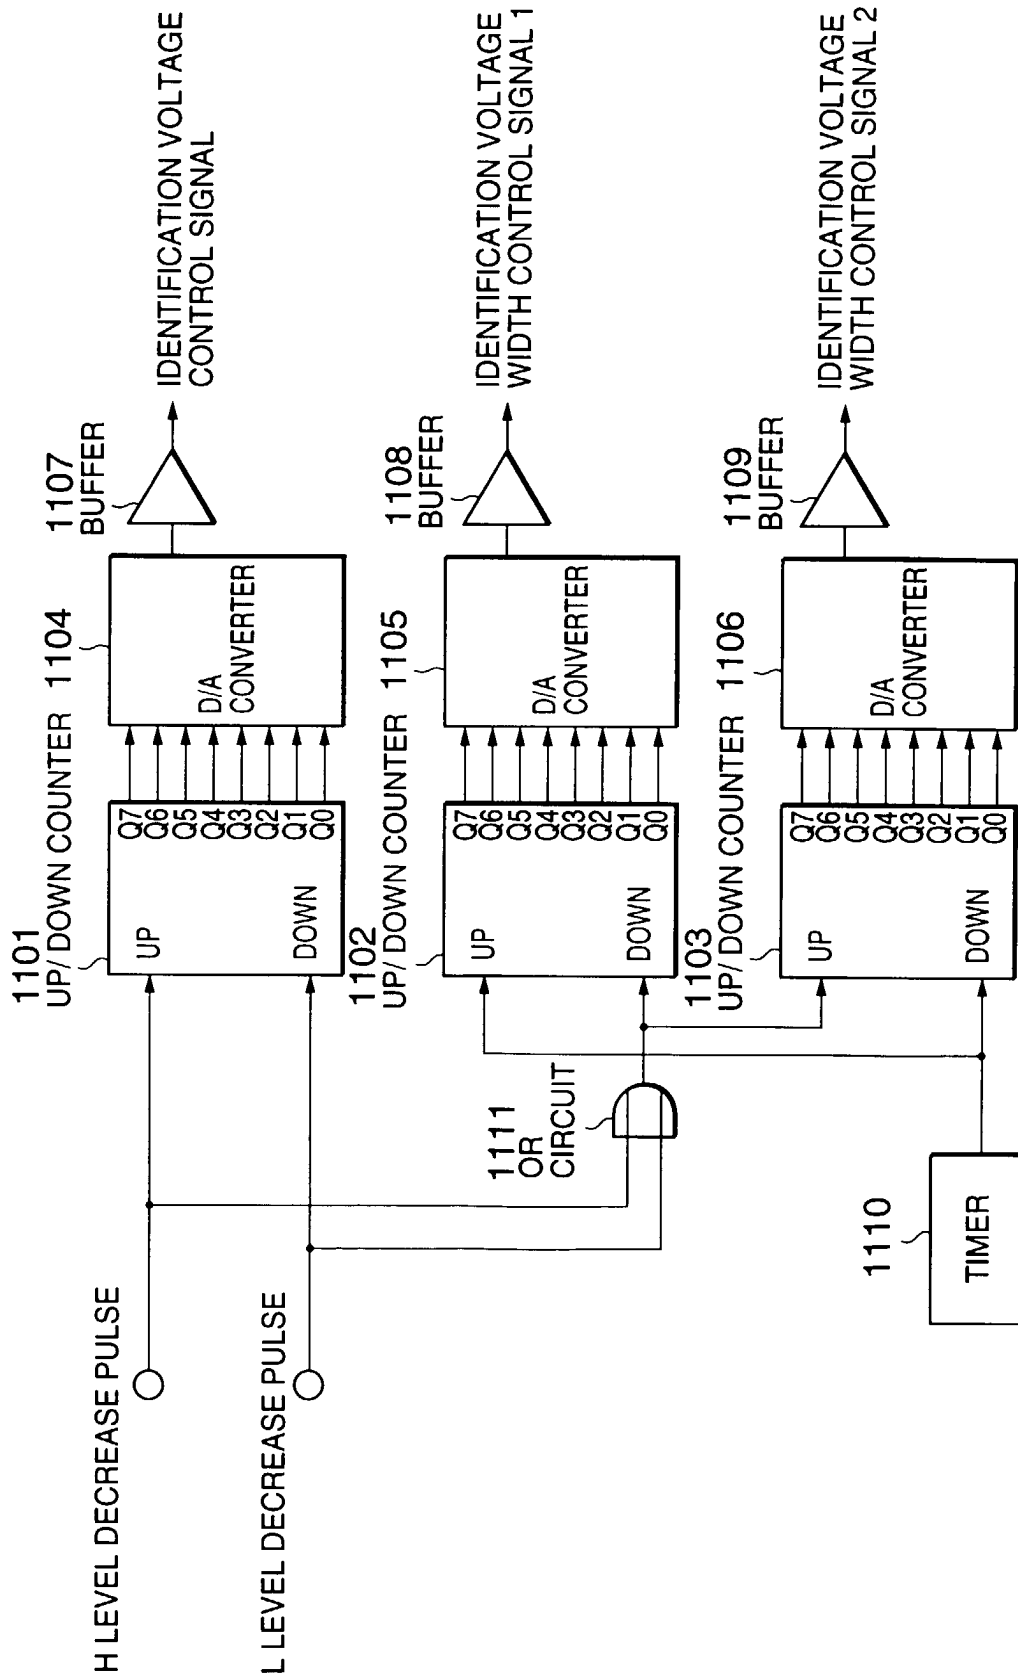 H LEVEL DECREASE PULSE
L LEVEL DECREASE PULSE
1101
UP/DOWN COUNTER
UP
DOWN
Q7
Q6
Q5
Q4
Q3
Q2
Q1
Q0
1104
D/A
CONVERTER
1107
BUFFER
IDENTIFICATION VOLTAGE
CONTROL SIGNAL
1111
OR
CIRCUIT
1102
UP/DOWN COUNTER
UP
DOWN
Q7
Q6
Q5
Q4
Q3
Q2
Q1
Q0
1105
D/A
CONVERTER
1108
BUFFER
IDENTIFICATION VOLTAGE
WIDTH CONTROL SIGNAL 1
1110
TIMER
1103
UP/DOWN COUNTER
UP
DOWN
Q7
Q6
Q5
Q4
Q3
Q2
Q1
Q0
1106
D/A
CONVERTER
1109
BUFFER
IDENTIFICATION VOLTAGE
WIDTH CONTROL SIGNAL 2